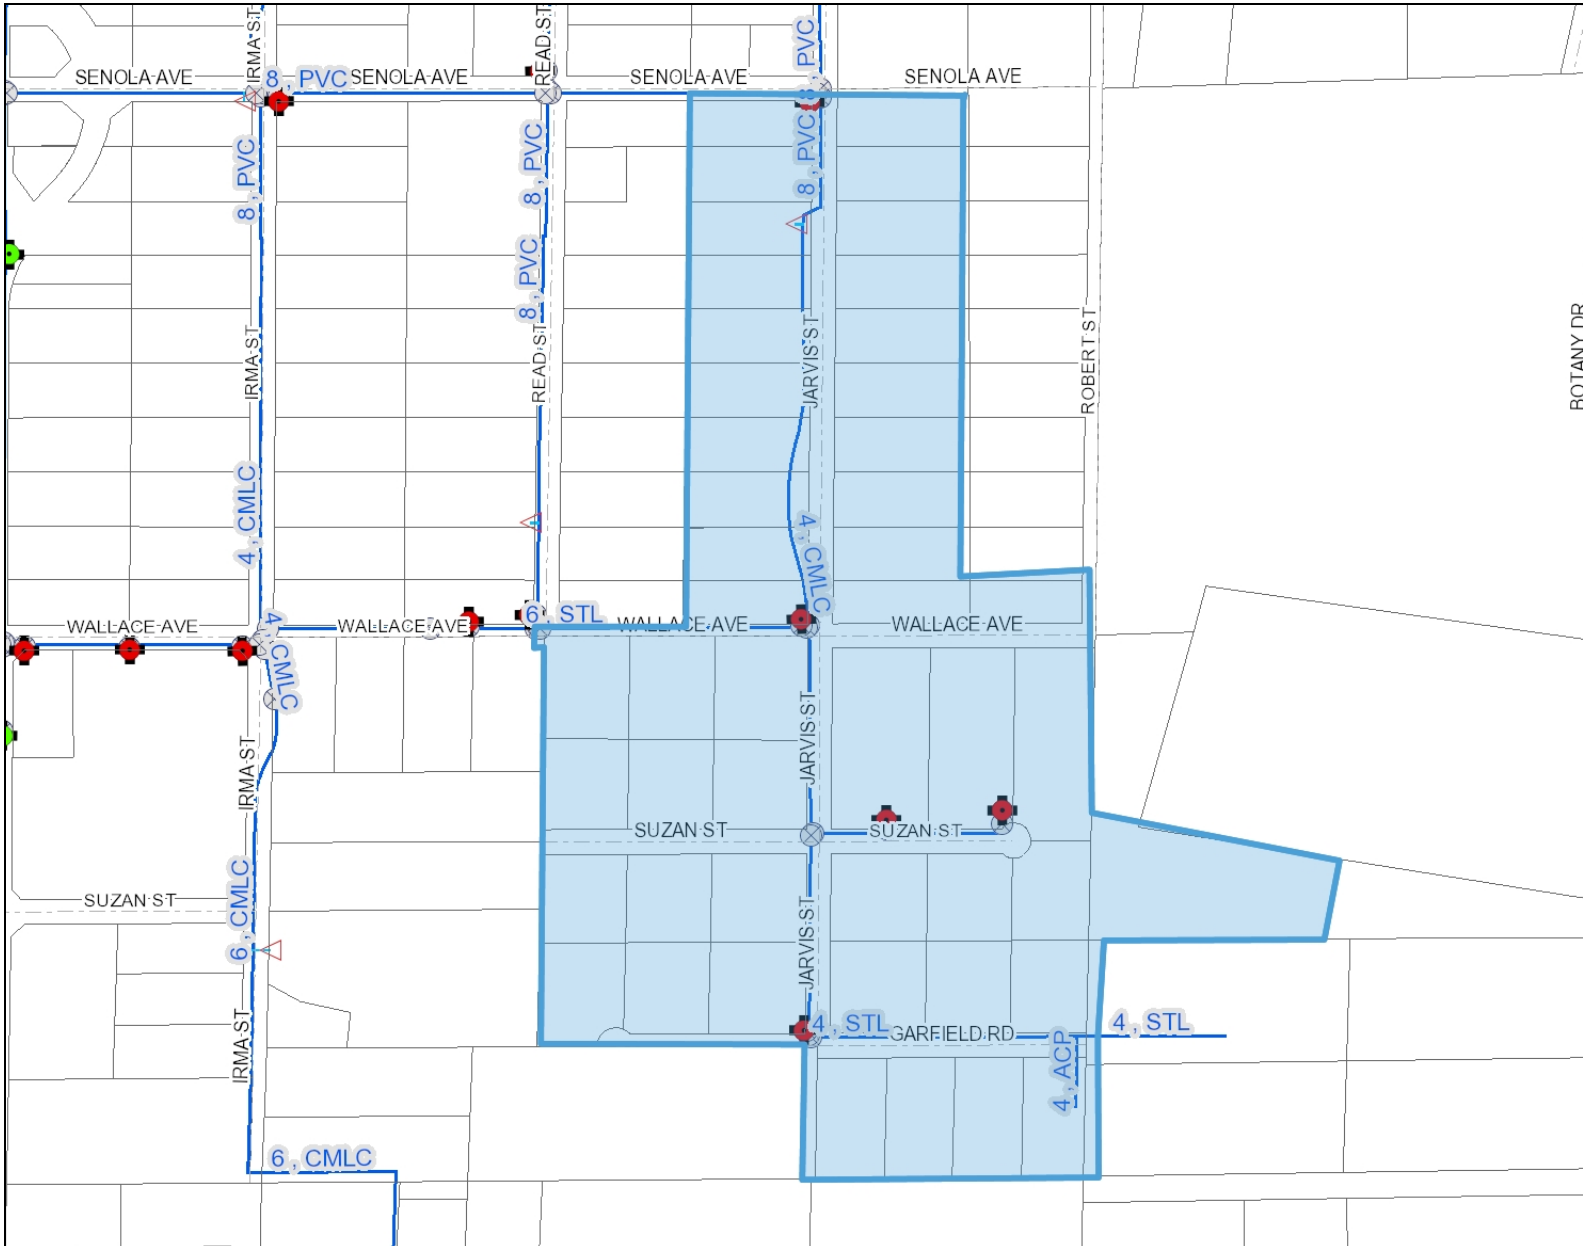 IRMA ST
READ ST
8 , PVC
SENOLA AVE
8 , PVC
SENOLA AVE
SENOLA AVE
SENOLA AVE
8 , PVC
8 , PVC
8 , PVC
8 , PVC
BOTANY DR
IRMA ST
READ ST
JARVIS ST
ROBERT ST
4 , CMLC
4 , CMLC
6 , STL
WALLACE AVE
WALLACE AVE
WALLACE AVE
WALLACE AVE
4 , CMLC
IRMA ST
JARVIS ST
SUZAN ST
SUZAN ST
SUZAN ST
6 , CMLC
JARVIS ST
IRMA ST
4 , STL
GARFIELD RD
4 , STL
4 , ACP
6 , CMLC